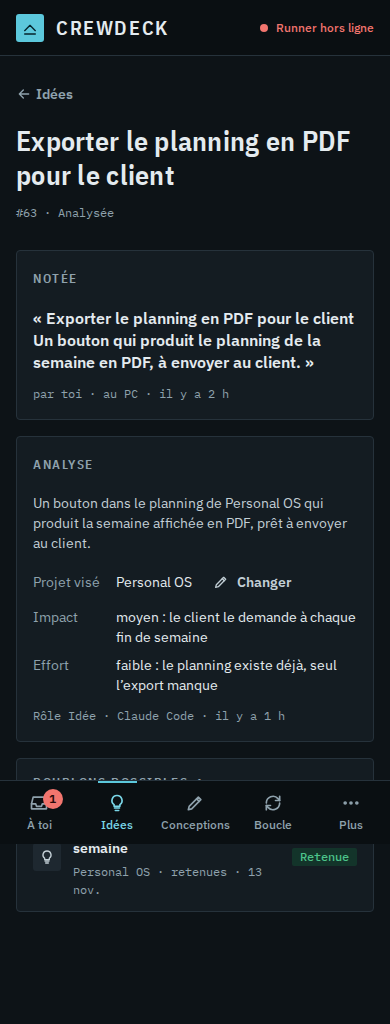 CREWDECK
Runner hors ligne
← Idées
Exporter le planning en PDF
pour le client
#63 · Analysée
NOTÉE
« Exporter le planning en PDF pour le client
Un bouton qui produit le planning de la
semaine en PDF, à envoyer au client. »
par toi · au PC · il y a 2 h
ANALYSE
Un bouton dans le planning de Personal OS qui
produit la semaine affichée en PDF, prêt à envoyer
au client.
Projet visé Personal OS Changer
Impact moyen : le client le demande à chaque
fin de semaine
Effort faible : le planning existe déjà, seul
l'export manque
Rôle Idée · Claude Code · il y a 1 h
1
À toi Idées Conceptions Boucle Plus
semaine
Retenue
Personal OS · retenues · 13
nov.